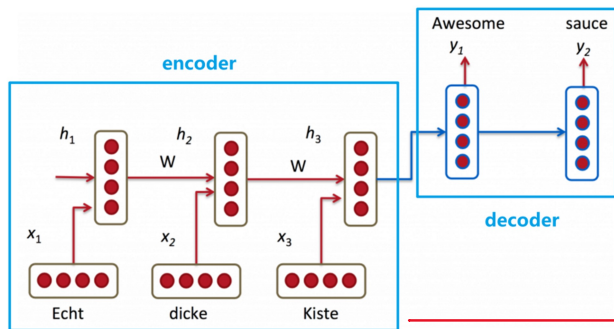 Awesome sauce
y1 y2
encoder
h1 h2 h3
W W
decoder
x1 x2 x3
Echt dicke Kiste